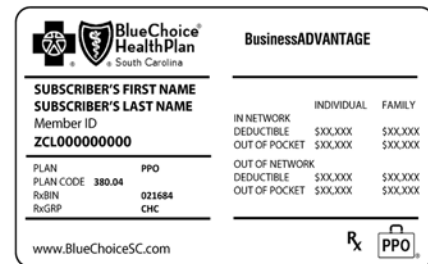 BlueChoice®
HealthPlan
South Carolina
BusinessADVANTAGE
SUBSCRIBER'S FIRST NAME
SUBSCRIBER'S LAST NAME
Member ID
ZCL000000000
PLAN PPO
PLAN CODE 380.04
RxBIN 021684
RxGRP CHC
INDIVIDUAL FAMILY
IN NETWORK
DEDUCTIBLE $XX,XXX $XX,XXX
OUT OF POCKET $XX,XXX $XX,XXX
OUT OF NETWORK
DEDUCTIBLE $XX,XXX $XX,XXX
OUT OF POCKET $XX,XXX $XX,XXX
www.BlueChoiceSC.com
Rx PPO®